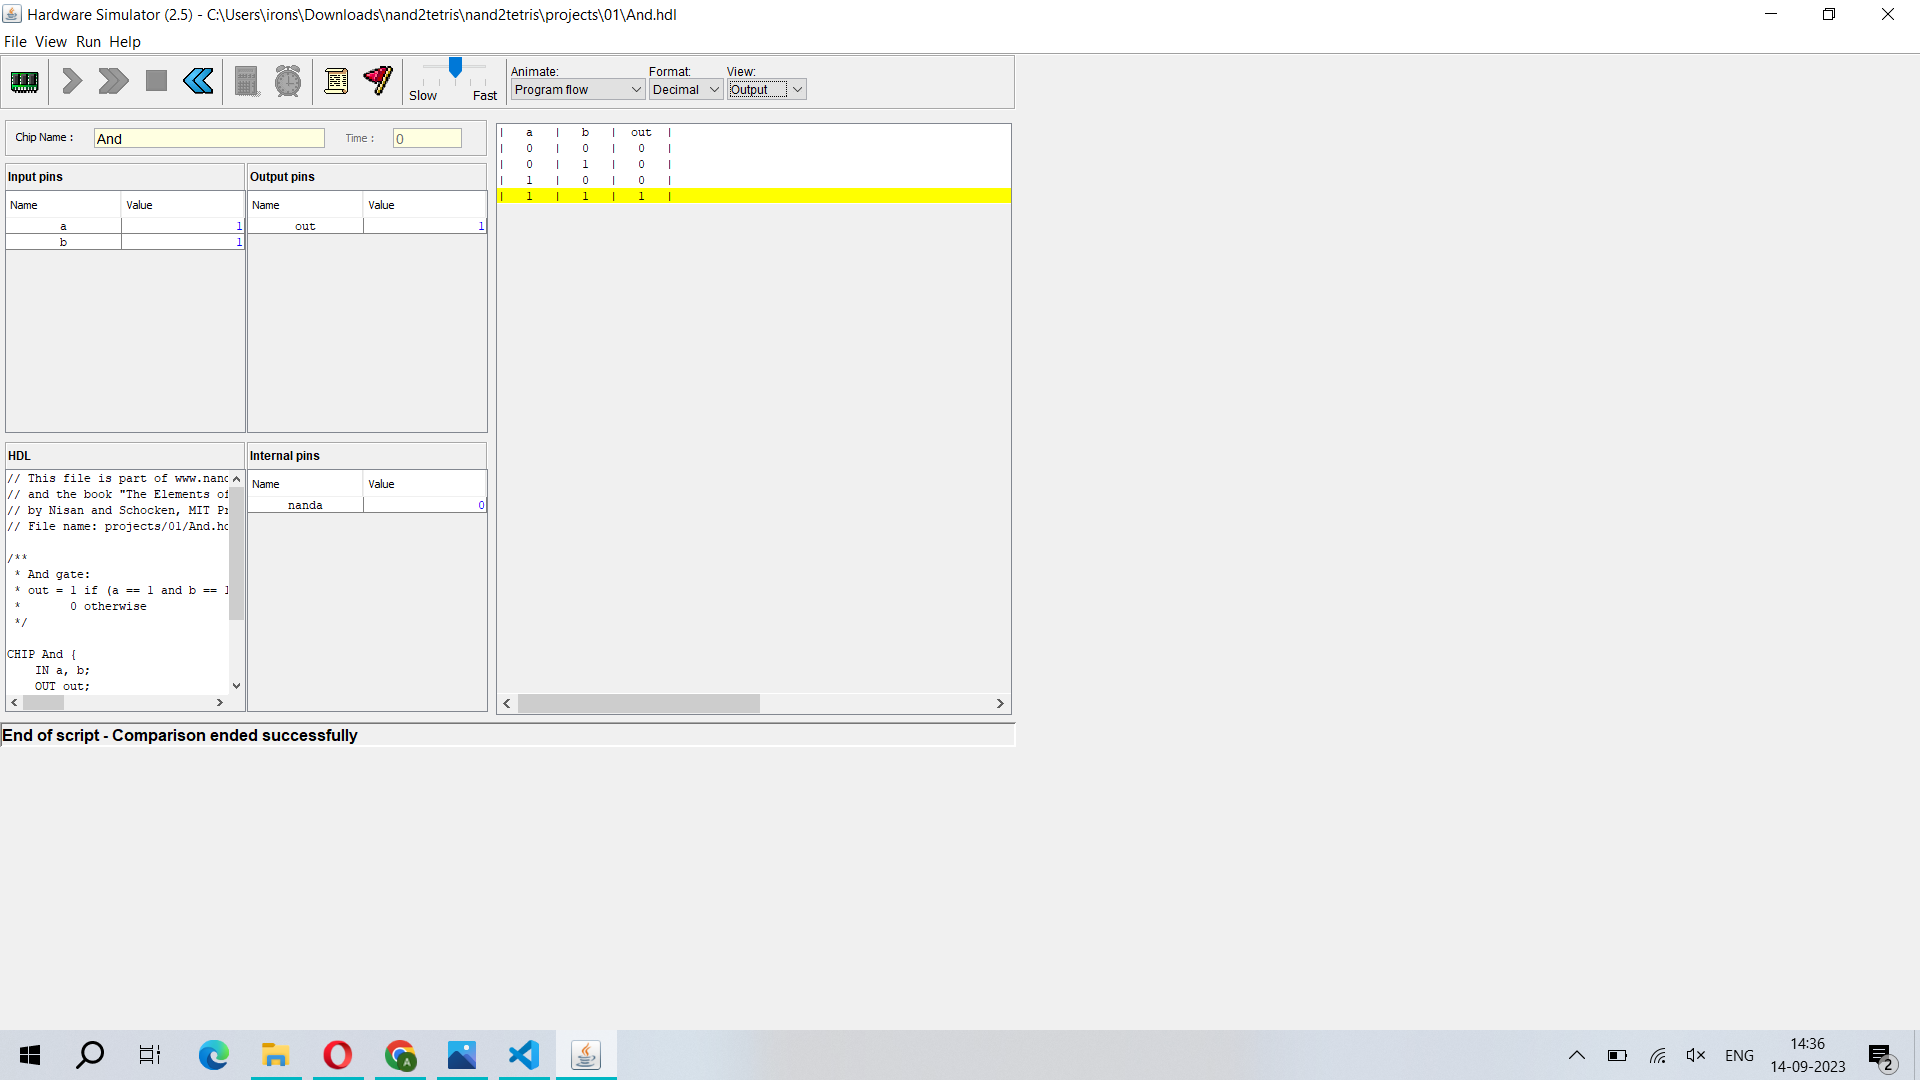 Hardware Simulator (2.5) - C:\Users\irons\Downloads\nand2tetris\nand2tetris\projects\01\And.hdl
File View Run Help
Slow Fast
Animate: Format: View:
Program flow Decimal Output
Chip Name : And Time : 0
Input pins
Name Value
a 1
b 1
Output pins
Name Value
out 1
| a | b | out |
| 0 | 0 | 0 |
| 0 | 1 | 0 |
| 1 | 0 | 0 |
| 1 | 1 | 1 |
HDL
// This file is part of www.nand
// and the book "The Elements of
// by Nisan and Schocken, MIT Pr
// File name: projects/01/And.hd
/**
* And gate:
* out = 1 if (a == 1 and b == 1
* 0 otherwise
*/
CHIP And {
IN a, b;
OUT out;
Internal pins
Name Value
nanda 0
End of script - Comparison ended successfully
A
ENG
14:36
14-09-2023
2